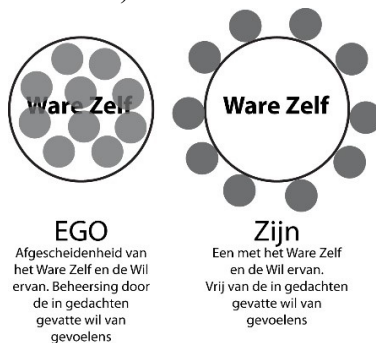 Ware Zelf
EGO
Afgescheidenheid van
het Ware Zelf en de Wil
ervan. Beheersing door
de in gedachten
gevatte wil van
gevoelens
Ware Zelf
Zijn
Een met het Ware Zelf
en de Wil ervan.
Vrij van de in gedachten
gevatte wil van
gevoelens